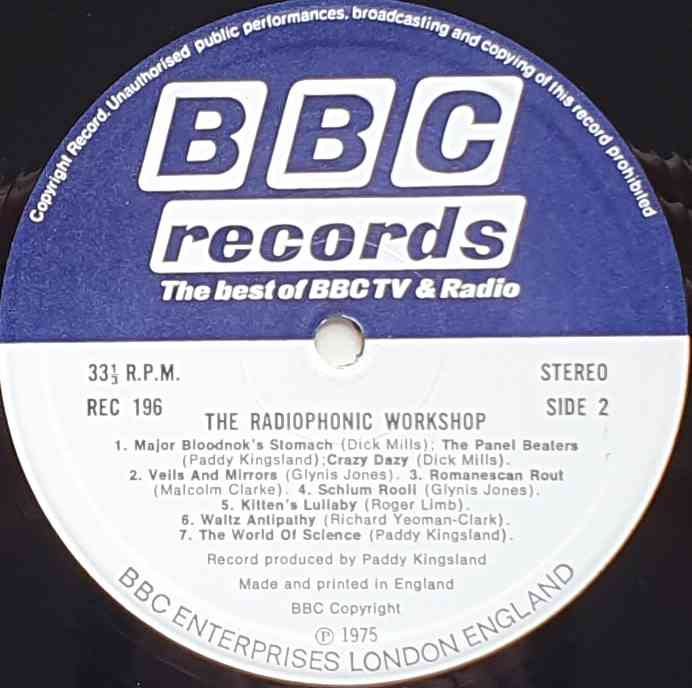 Copyright Record. Unauthorised public performances, broadcasting and copying of this record prohibited
BBC
records
The best of BBC TV & Radio
33⅓ R.P.M.
STEREO
REC 196
SIDE 2
THE RADIOPHONIC WORKSHOP
1. Major Bloodnok's Stomach (Dick Mills); The Panel Beaters
(Paddy Kingsland);Crazy Dazy (Dick Mills).
2. Veils And Mirrors (Glynis Jones). 3. Romanescan Rout
(Malcolm Clarke). 4. Schlum Rooli (Glynis Jones).
5. Kitten's Lullaby (Roger Limb).
6. Waltz Antipathy (Richard Yeoman-Clark).
7. The World Of Science (Paddy Kingsland).
Record produced by Paddy Kingsland
Made and printed in England
BBC Copyright
Ⓟ 1975
BBC ENTERPRISES LONDON ENGLAND